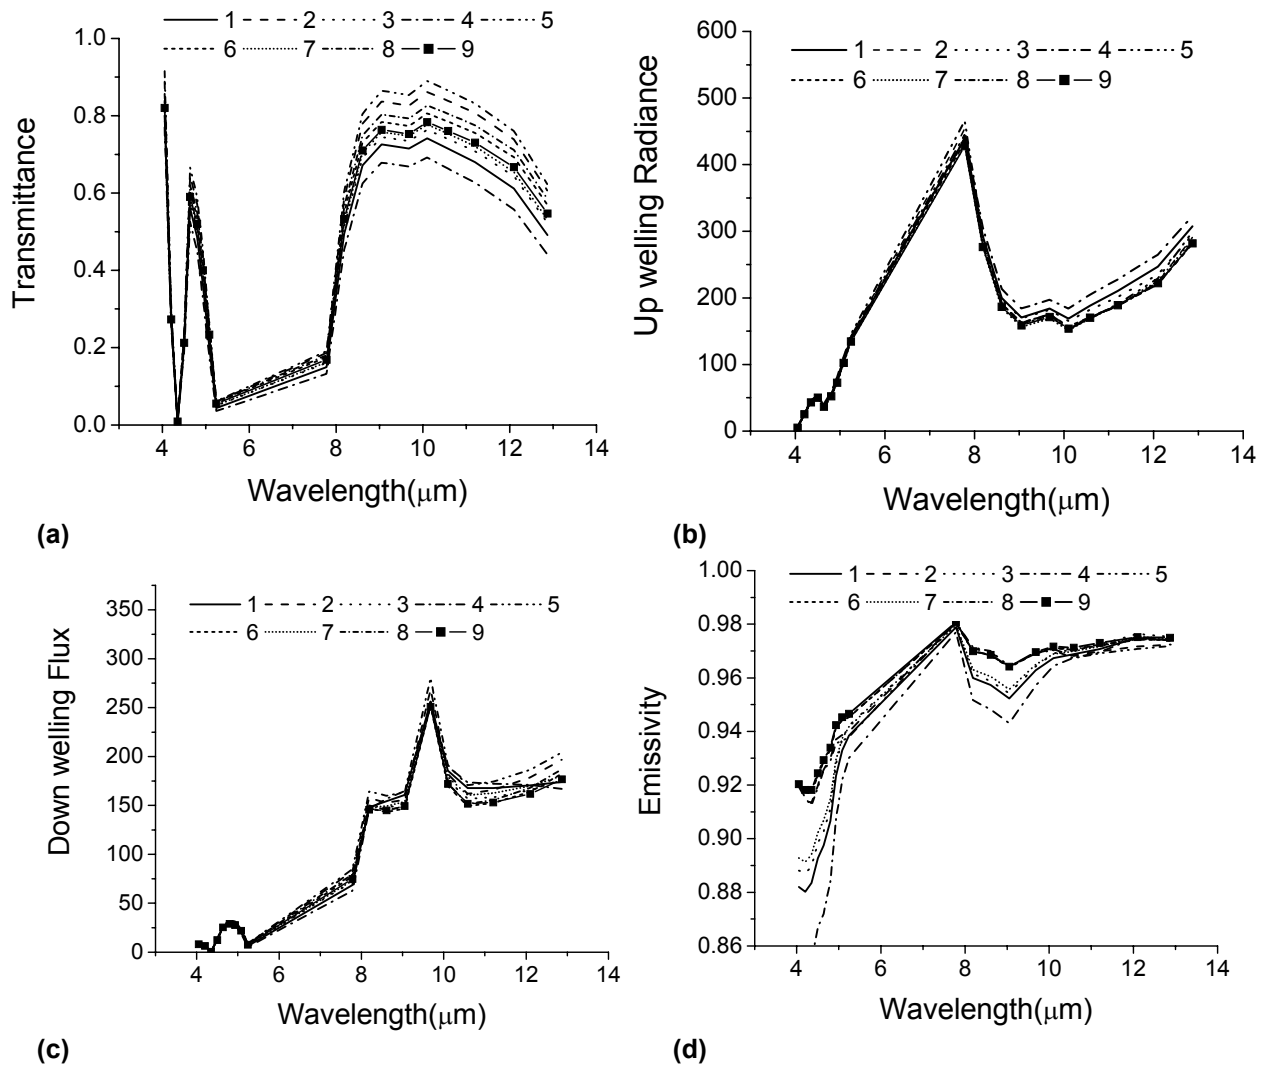 1 2 3 4 5
6 7 8 9
1.0
0.8
0.6
0.4
0.2
0.0
Transmittance
4 6 8 10 12 14
Wavelength(μm)
(a)
1 2 3 4 5
6 7 8 9
600
500
400
300
200
100
0
Up welling Radiance
4 6 8 10 12 14
Wavelength(μm)
(b)
1 2 3 4 5
6 7 8 9
350
300
250
200
150
100
50
0
Down welling Flux
4 6 8 10 12 14
Wavelength(μm)
(c)
1 2 3 4 5
6 7 8 9
1.00
0.98
0.96
0.94
0.92
0.90
0.88
0.86
Emissivity
4 6 8 10 12 14
Wavelength(μm)
(d)